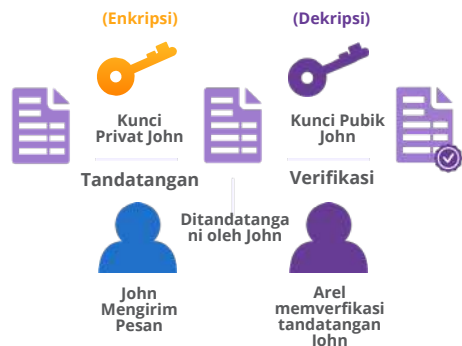 (Enkripsi)
(Dekripsi)
Kunci
Privat John
Kunci Pubik
John
Tandatangan
Verifikasi
Ditandatanga
ni oleh John
John
Mengirim
Pesan
Arel
memverfikasi
tandatangan
John